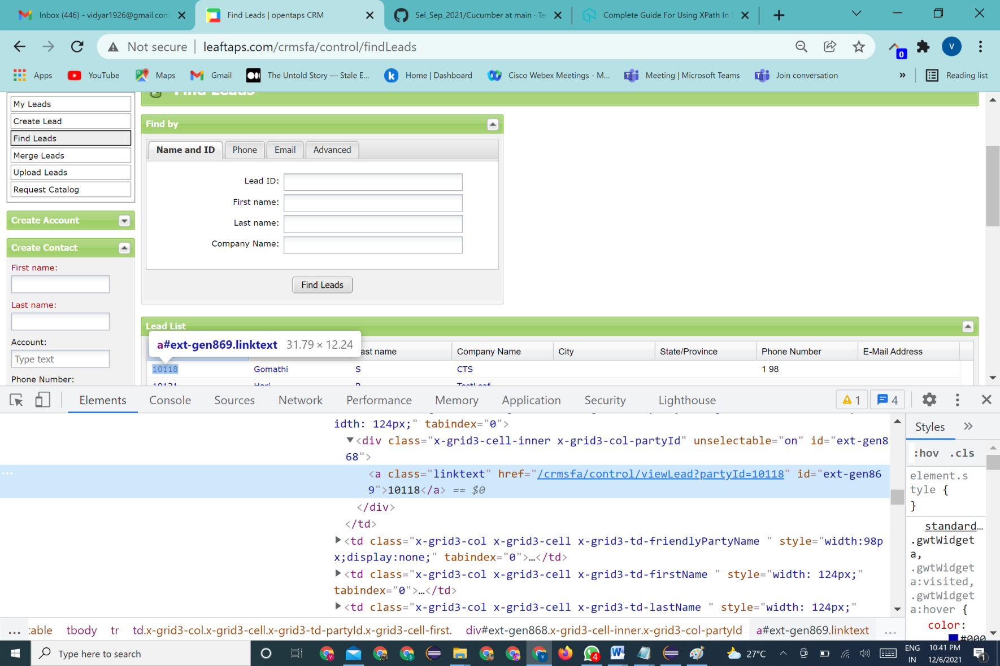 Inbox (446) - vidyar1926@gmail.com
Find Leads | opentaps CRM
Sel_Sep_2021/Cucumber at main · Te
Complete Guide For Using XPath In S
Not secure
leaftaps.com/crmsfa/control/findLeads
0
V
Apps
YouTube
Maps
Gmail
The Untold Story — Stale E...
Home | Dashboard
Cisco Webex Meetings - M...
Meeting | Microsoft Teams
Join conversation
»
Reading list
Find Leads
My Leads
Create Lead
Find Leads
Merge Leads
Upload Leads
Request Catalog
Create Account
Create Contact
First name:
Last name:
Account:
Type text
Phone Number:
Find by
Name and ID
Phone
Email
Advanced
Lead ID:
First name:
Last name:
Company Name:
Find Leads
Lead List
a#ext-gen869.linktext 31.79 × 12.24
ast name
Company Name
City
State/Province
Phone Number
E-Mail Address
10118 Gomathi S CTS 1 98
10121 Hari R TestLeaf
Elements
Console
Sources
Network
Performance
Memory
Application
Security
Lighthouse
1
4
idth: 124px;" tabindex="0">
▼<div class="x-grid3-cell-inner x-grid3-col-partyId" unselectable="on" id="ext-gen8
68">
<a class="linktext" href="/crmsfa/control/viewLead?partyId=10118" id="ext-gen86
9">10118</a> == $0
</div>
</td>
▶<td class="x-grid3-col x-grid3-cell x-grid3-td-friendlyPartyName " style="width:98p
x;display:none;" tabindex="0">…</td>
▶<td class="x-grid3-col x-grid3-cell x-grid3-td-firstName " style="width: 124px;"
tabindex="0">…</td>
▶<td class="x-grid3-col x-grid3-cell x-grid3-td-lastName " style="width: 124px;"
Styles
»
:hov .cls
element.s
tyle {
}
standard…
.gwtWidget
a,
.gwtWidget
a:visited,
.gwtWidget
a:hover {
color:
#000
... table tbody tr td.x-grid3-col.x-grid3-cell.x-grid3-td-partyId.x-grid3-cell-first. div#ext-gen868.x-grid3-cell-inner.x-grid3-col-partyId a#ext-gen869.linktext ...
Type here to search
4
27°C
ENG
IN
10:41 PM
12/6/2021
1